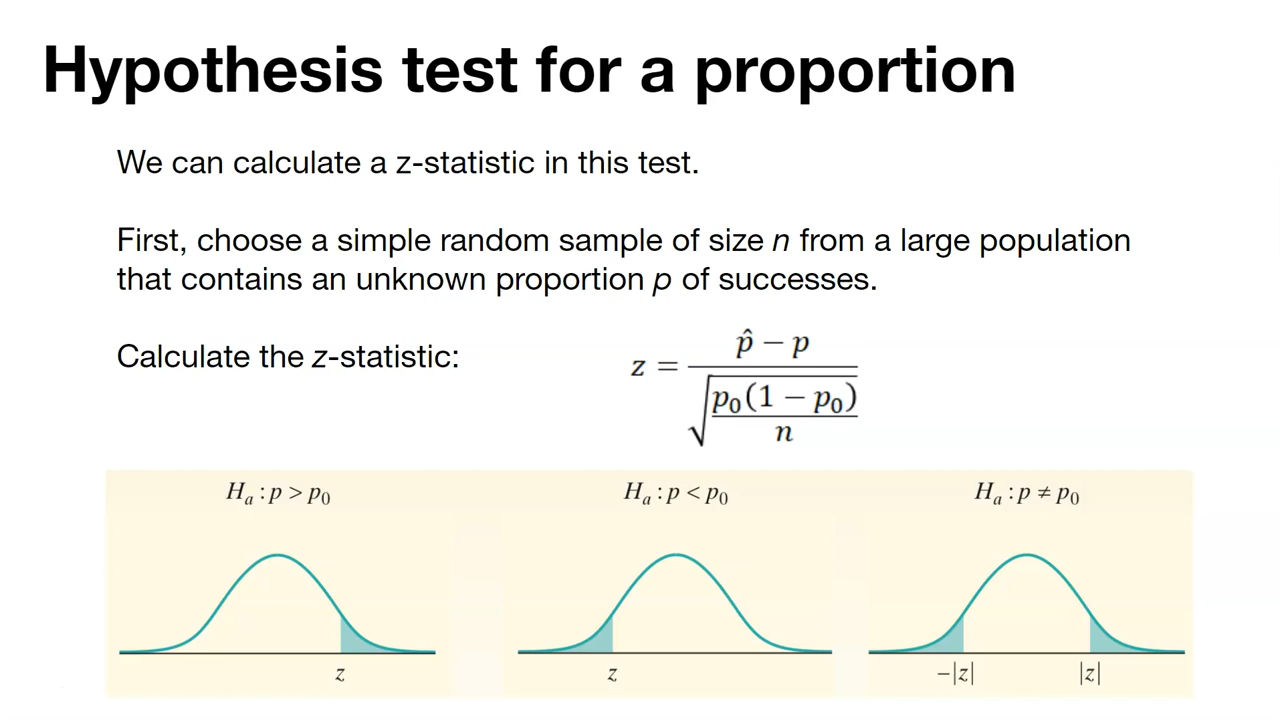 Hypothesis test for a proportion
We can calculate a z-statistic in this test.
First, choose a simple random sample of size n from a large population
that contains an unknown proportion p of successes.
Calculate the z-statistic:
z = (p̂ − p) / √(p₀(1 − p₀) / n)
Hₐ : p > p₀
Hₐ : p < p₀
Hₐ : p ≠ p₀
z
z
−|z|
|z|